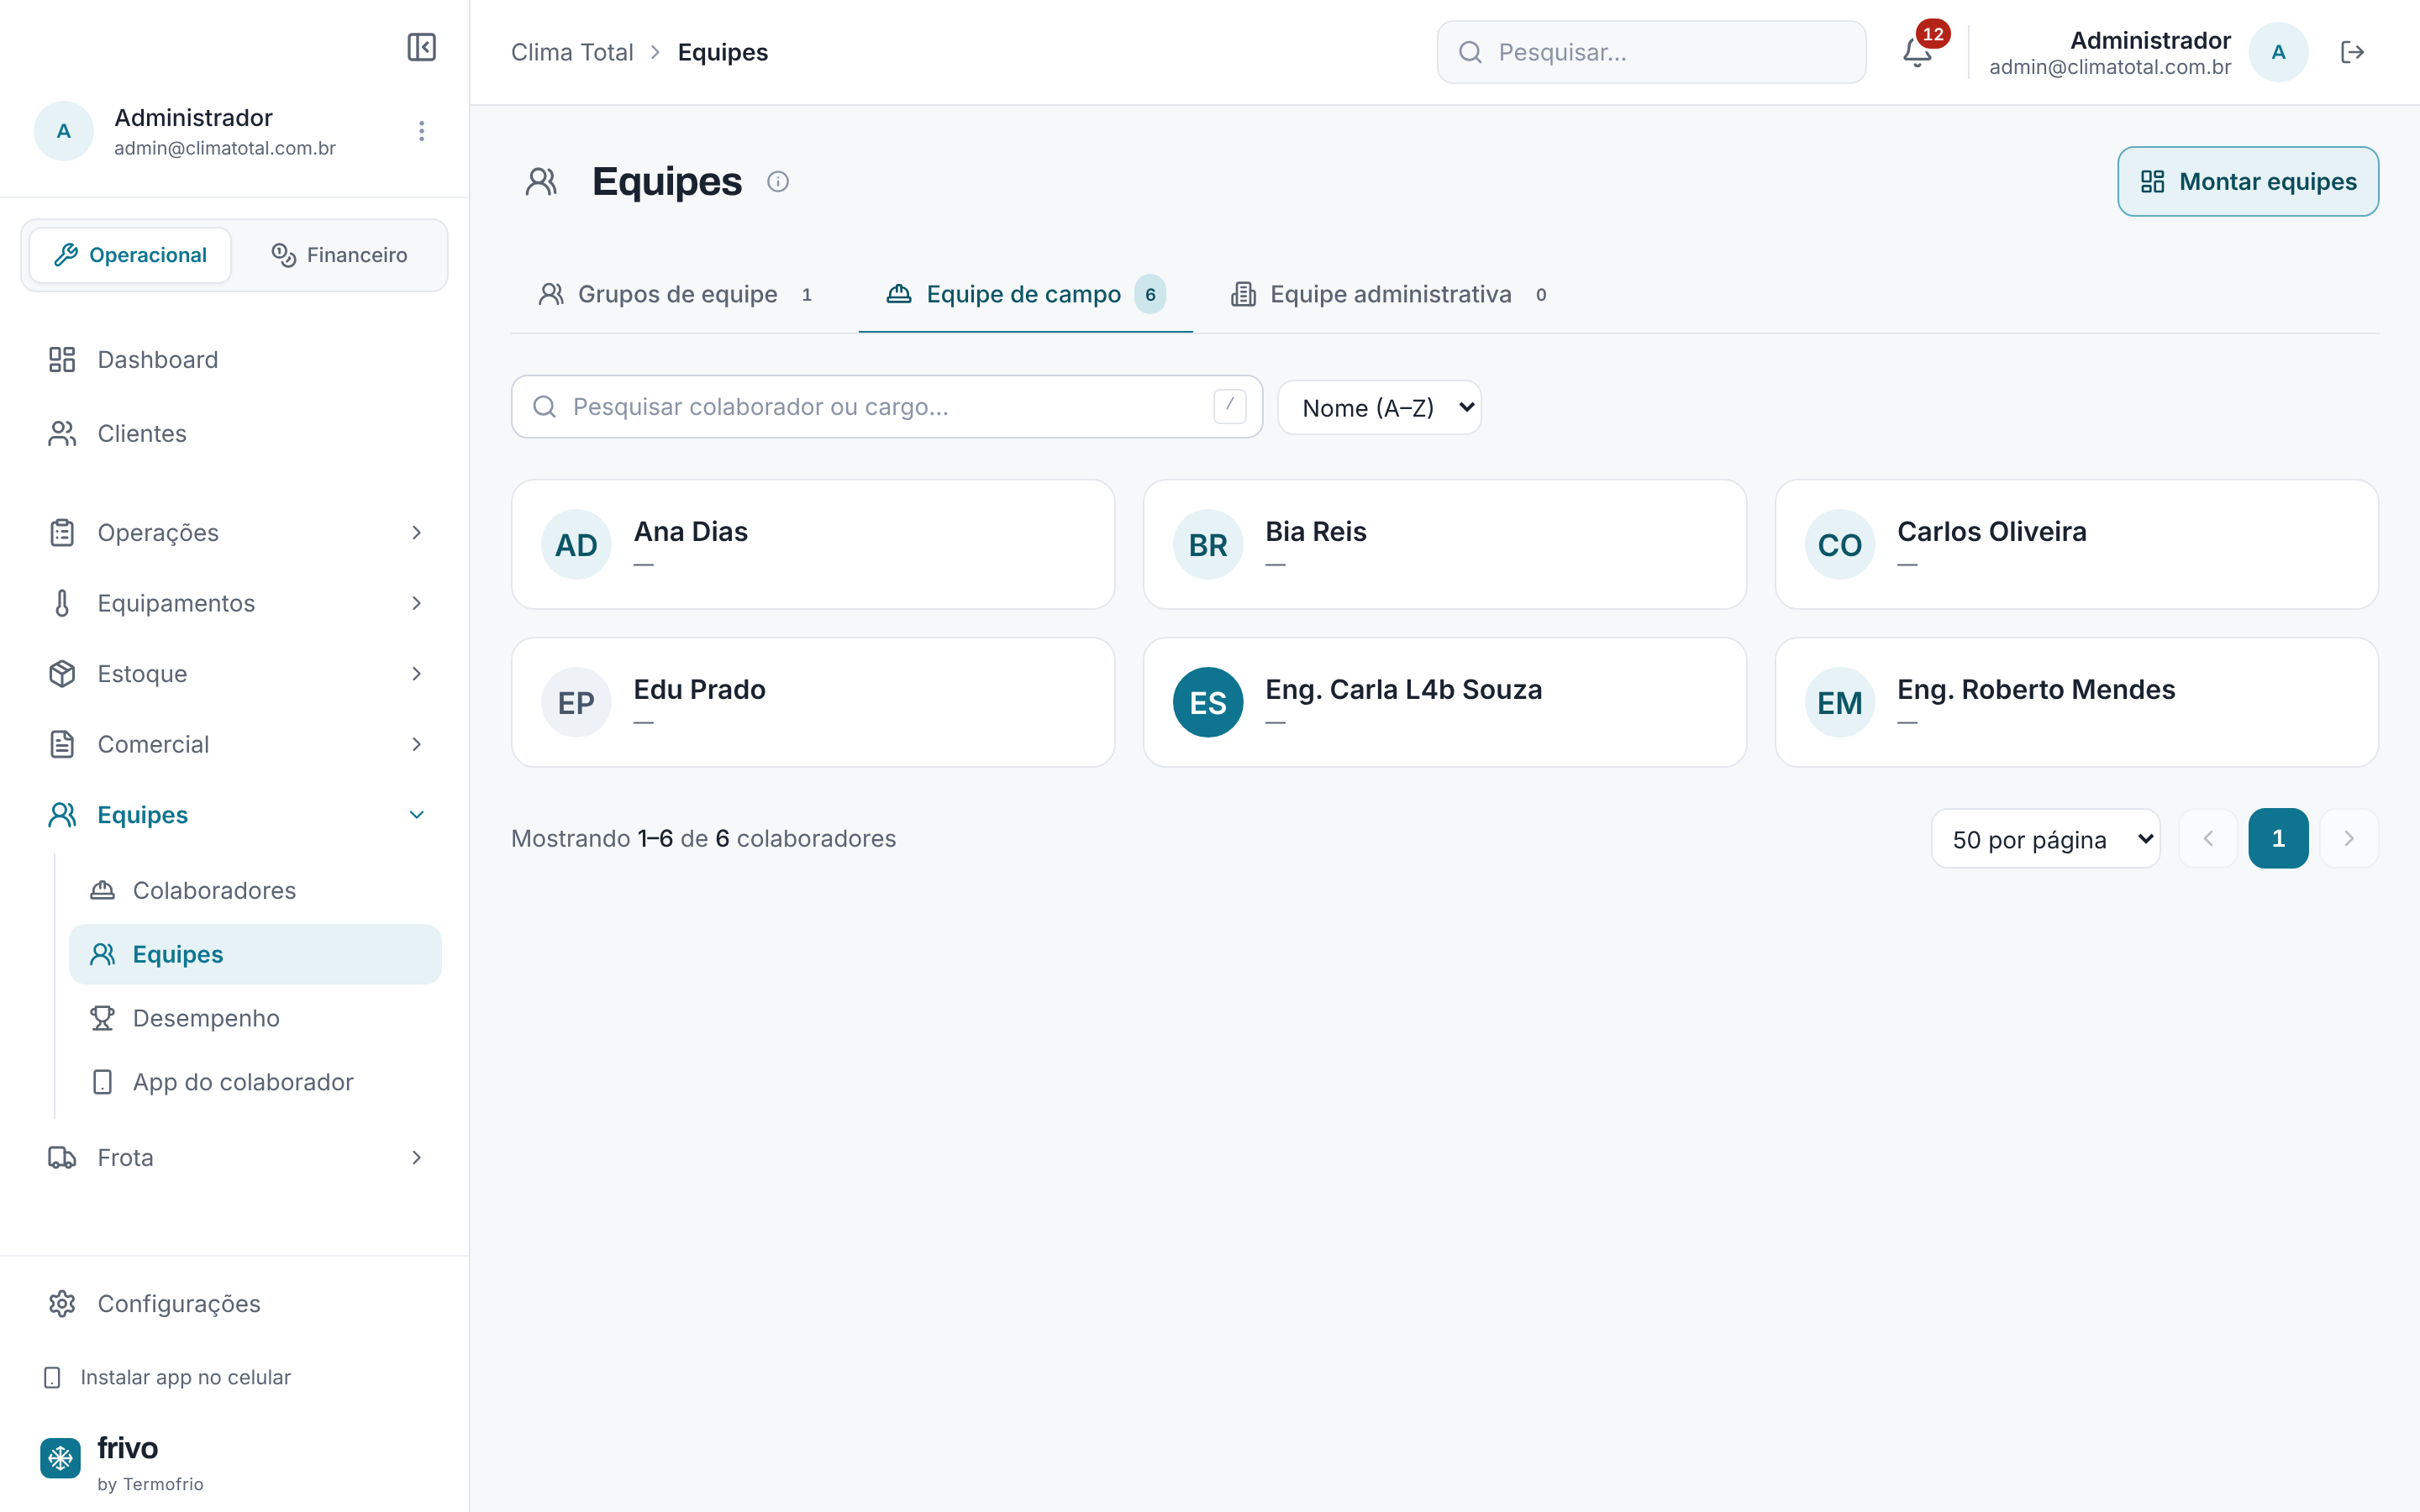 Administrador
admin@climatotal.com.br
A
Operacional
Financeiro
Dashboard
Clientes
Operações
Equipamentos
Estoque
Comercial
Equipes
Colaboradores
Equipes
Desempenho
App do colaborador
Frota
Configurações
Instalar app no celular
frivo
by Termofrio
Clima Total > Equipes
Pesquisar...
12
Administrador
admin@climatotal.com.br
A
Equipes
Montar equipes
Grupos de equipe 1
Equipe de campo 6
Equipe administrativa 0
Pesquisar colaborador ou cargo...
/
Nome (A–Z)
AD
Ana Dias
—
BR
Bia Reis
—
CO
Carlos Oliveira
—
EP
Edu Prado
—
ES
Eng. Carla L4b Souza
—
EM
Eng. Roberto Mendes
—
Mostrando 1–6 de 6 colaboradores
50 por página
1